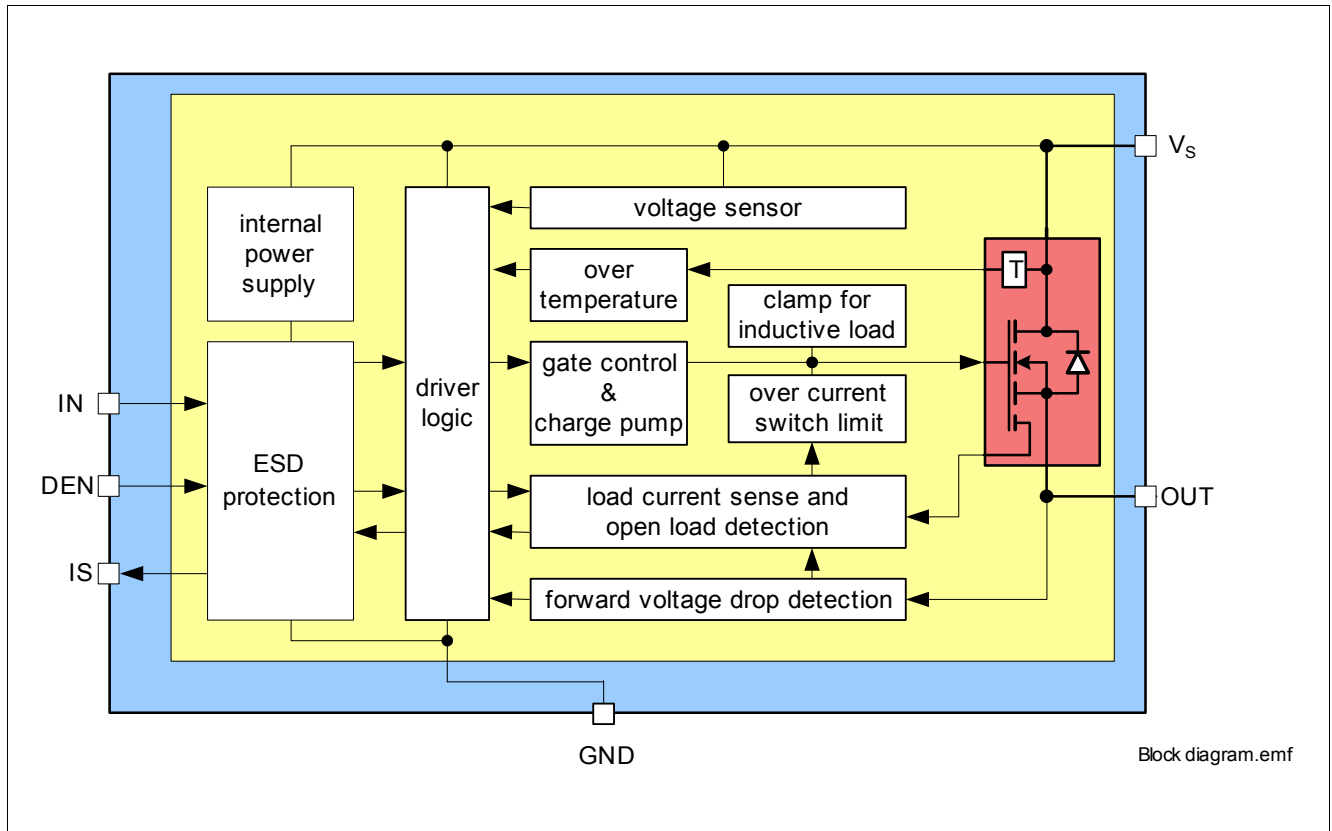 V_S
voltage sensor
internal
power
supply
over
temperature
T
clamp for
inductive load
gate control
&
charge pump
driver
logic
over current
switch limit
IN
ESD
protection
DEN
load current sense and
open load detection
OUT
IS
forward voltage drop detection
GND
Block diagram.emf